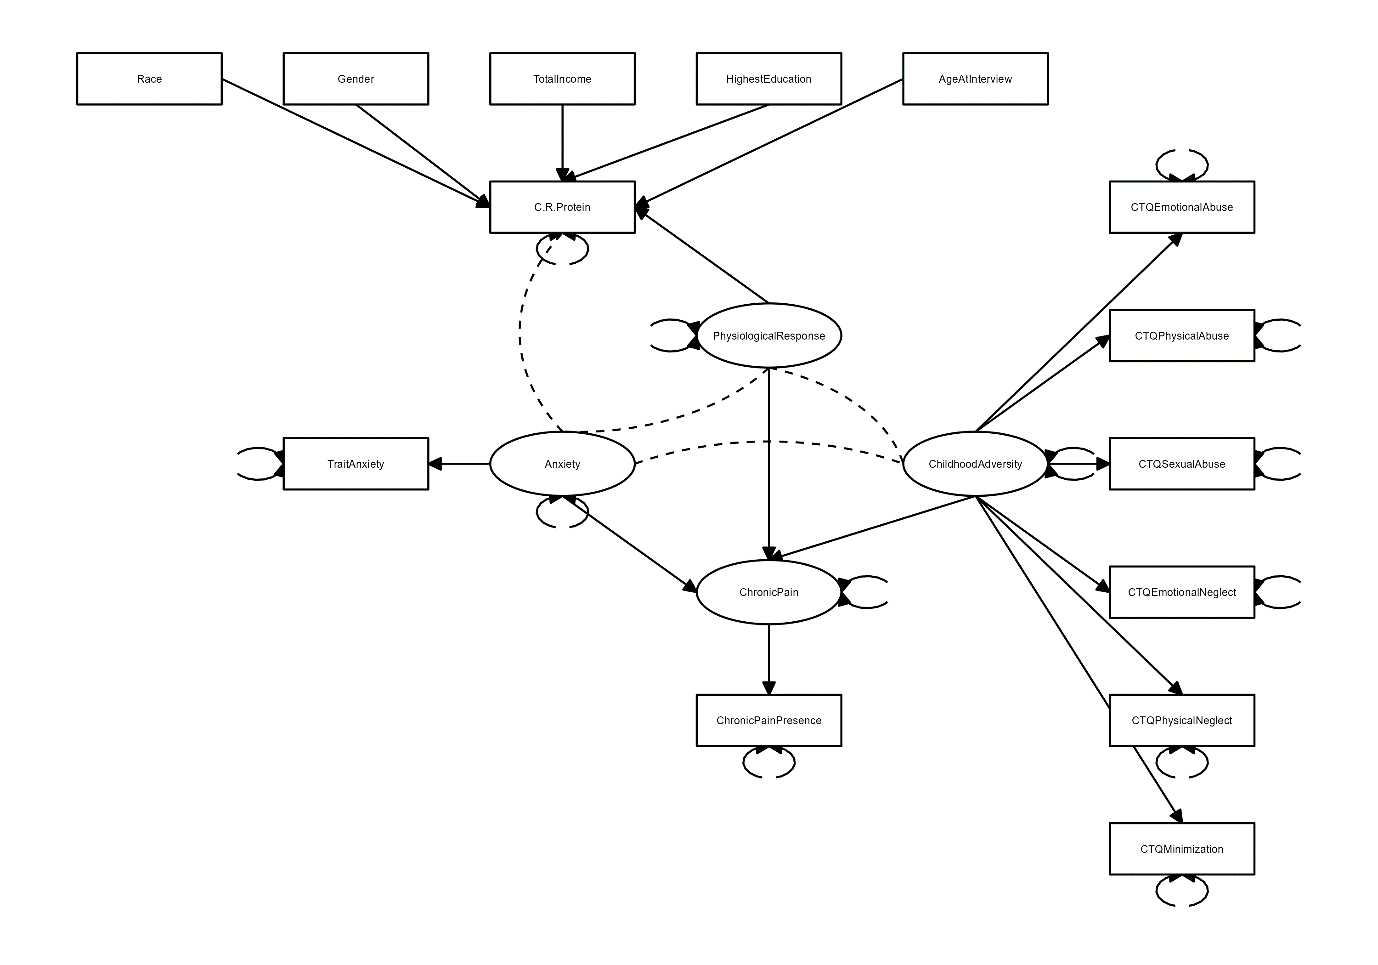 Race
Gender
TotalIncome
HighestEducation
AgeAtInterview
C.R.Protein
CTQEmotionalAbuse
PhysiologicalResponse
CTQPhysicalAbuse
TraitAnxiety
Anxiety
ChildhoodAdversity
CTQSexualAbuse
ChronicPain
CTQEmotionalNeglect
ChronicPainPresence
CTQPhysicalNeglect
CTQMinimization